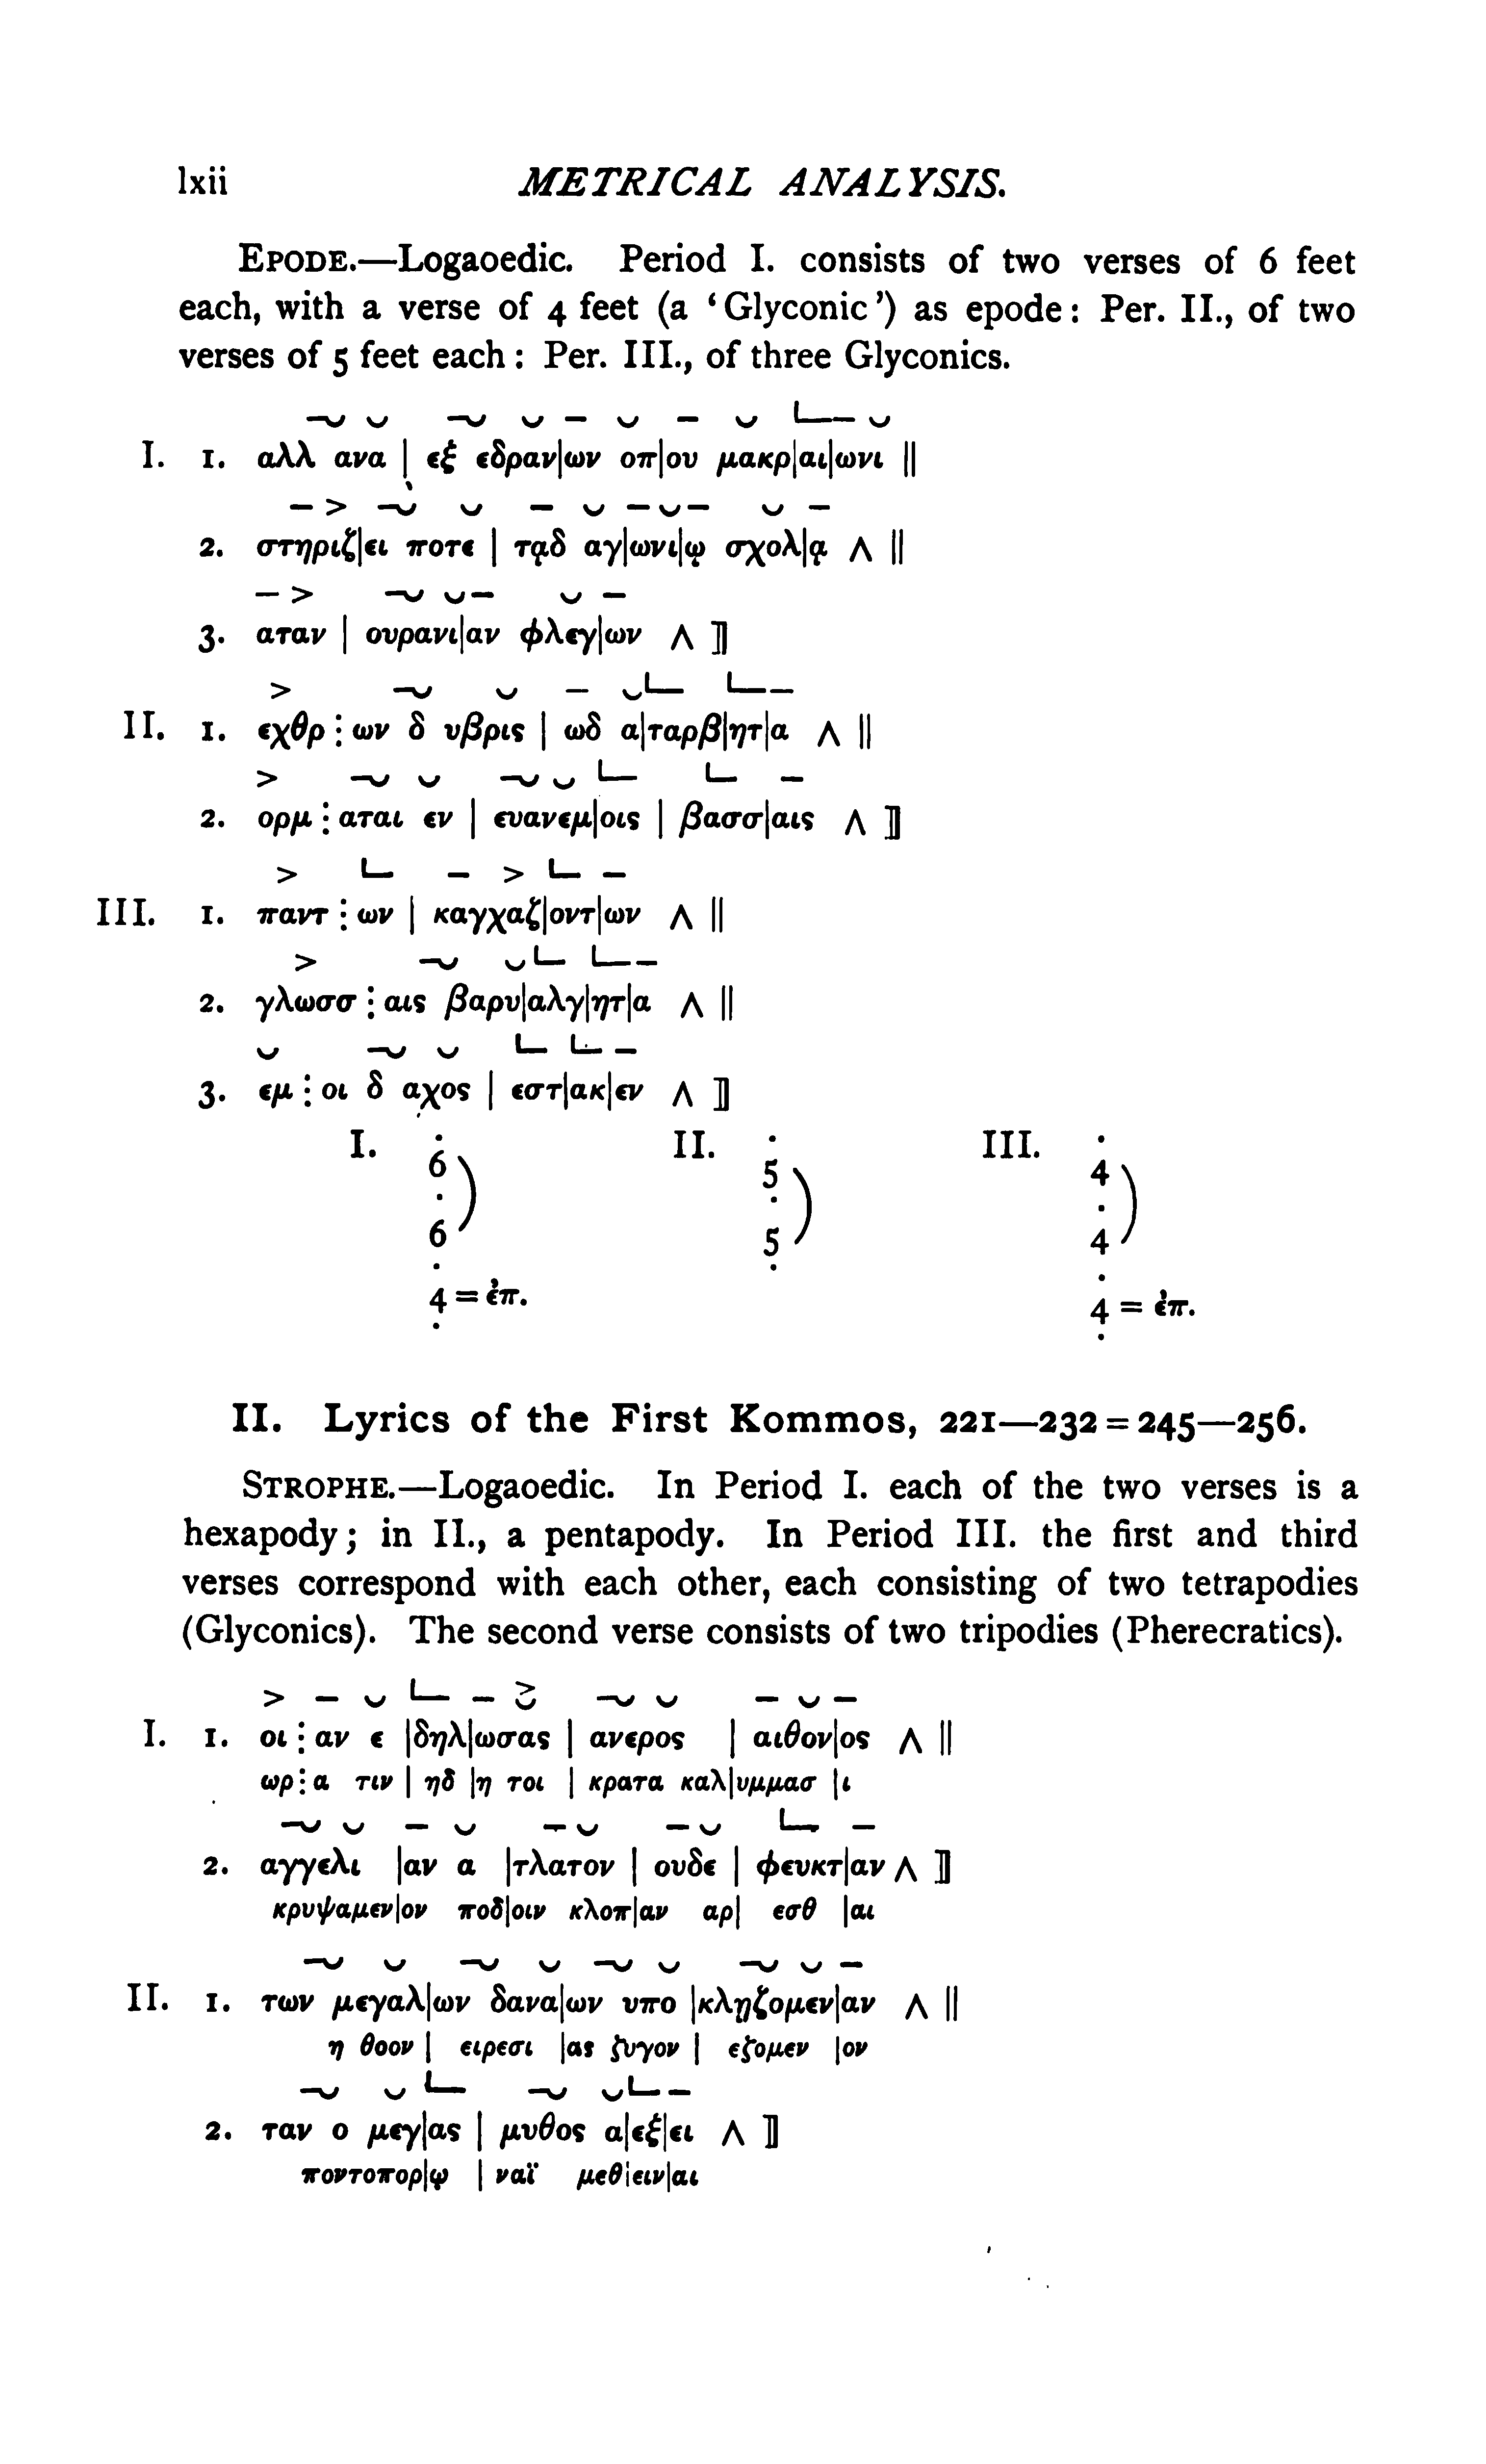 lxii METRICAL ANALYSIS.
EPODE.—Logaoedic. Period I. consists of two verses of 6 feet
each, with a verse of 4 feet (a ‘Glyconic’) as epode: Per. II., of two
verses of 5 feet each: Per. III., of three Glyconics.
–⏑ ⏑ –⏑ ⏑ – ⏑ – ⏑ ⌞– – ⏑
I. 1. αλλ ανα | εξ εδραν|ων οπ|ου μακρ|αι|ωνι ||
– > –⏑ ⏑ – ⏑ – ⏑ – ⏑ –
2. στηριζ|ει ποτε | τᾳδ αγ|ωνι|ῳ σχολ|ᾳ Λ ||
– > –⏑ ⏑ – ⏑ –
3. αταν | ουρανι|αν φλεγ|ων Λ ]]
> –⏑ ⏑ – ⏑ ⌞– ⌞– –
II. 1. εχθρ ⋮ ων δ υβρις | ωδ α|ταρβ|ητ|α Λ ||
> –⏑ ⏑ –⏑ ⏑ ⌞– ⌞– –
2. ορμ ⋮ αται εν | ευανεμ|οις | βασσ|αις Λ ]]
> ⌞– – > ⌞– –
III. 1. παντ ⋮ ων | καγχαζ|οντ|ων Λ ||
> –⏑ ⏑ ⌞– ⌞– –
2. γλωσσ ⋮ αις βαρυ|αλγ|ητ|α Λ ||
⏑ –⏑ ⏑ ⌞– ⌞– –
3. εμ ⋮ οι δ αχος | εστ|ακ|εν Λ ]]
I. II. III.
6 5 4
6 5 4
4 = ἐπ. 4 = ἐπ.
II. Lyrics of the First Kommos, 221—232 = 245—256.
STROPHE.—Logaoedic. In Period I. each of the two verses is a
hexapody; in II., a pentapody. In Period III. the first and third
verses correspond with each other, each consisting of two tetrapodies
(Glyconics). The second verse consists of two tripodies (Pherecratics).
> – ⏑ ⌞– – ⏑̄ –⏑ ⏑ – ⏑ –
I. 1. οι ⋮ αν ε |δηλ|ωσας | ανερος | αιθον|ος Λ ||
ωρ ⋮ α τιν | ηδ |η τοι | κρατα καλ|υμμασ |ι
–⏑ ⏑ – ⏑ – ⏑ – ⏑ ⌞– –
2. αγγελι |αν α |τλατον | ουδε | φευκτ|αν Λ ]]
κρυψαμεν|ον ποδ|οιν κλοπ|αν αρ| εσθ |αι
–⏑ ⏑ –⏑ ⏑ –⏑ ⏑ –⏑ ⏑ –
II. 1. των μεγαλ|ων δανα|ων υπο |κλῃζομεν|αν Λ ||
η θοον | ειρεσι |ας ζυγον | εζομεν |ον
–⏑ ⏑ ⌞– –⏑ ⏑ ⌞– –
2. ταν ο μεγ|ας | μυθος α|εξ|ει Λ ]]
ποντοπορ|ῳ | ναϊ μεθ|ειν|αι